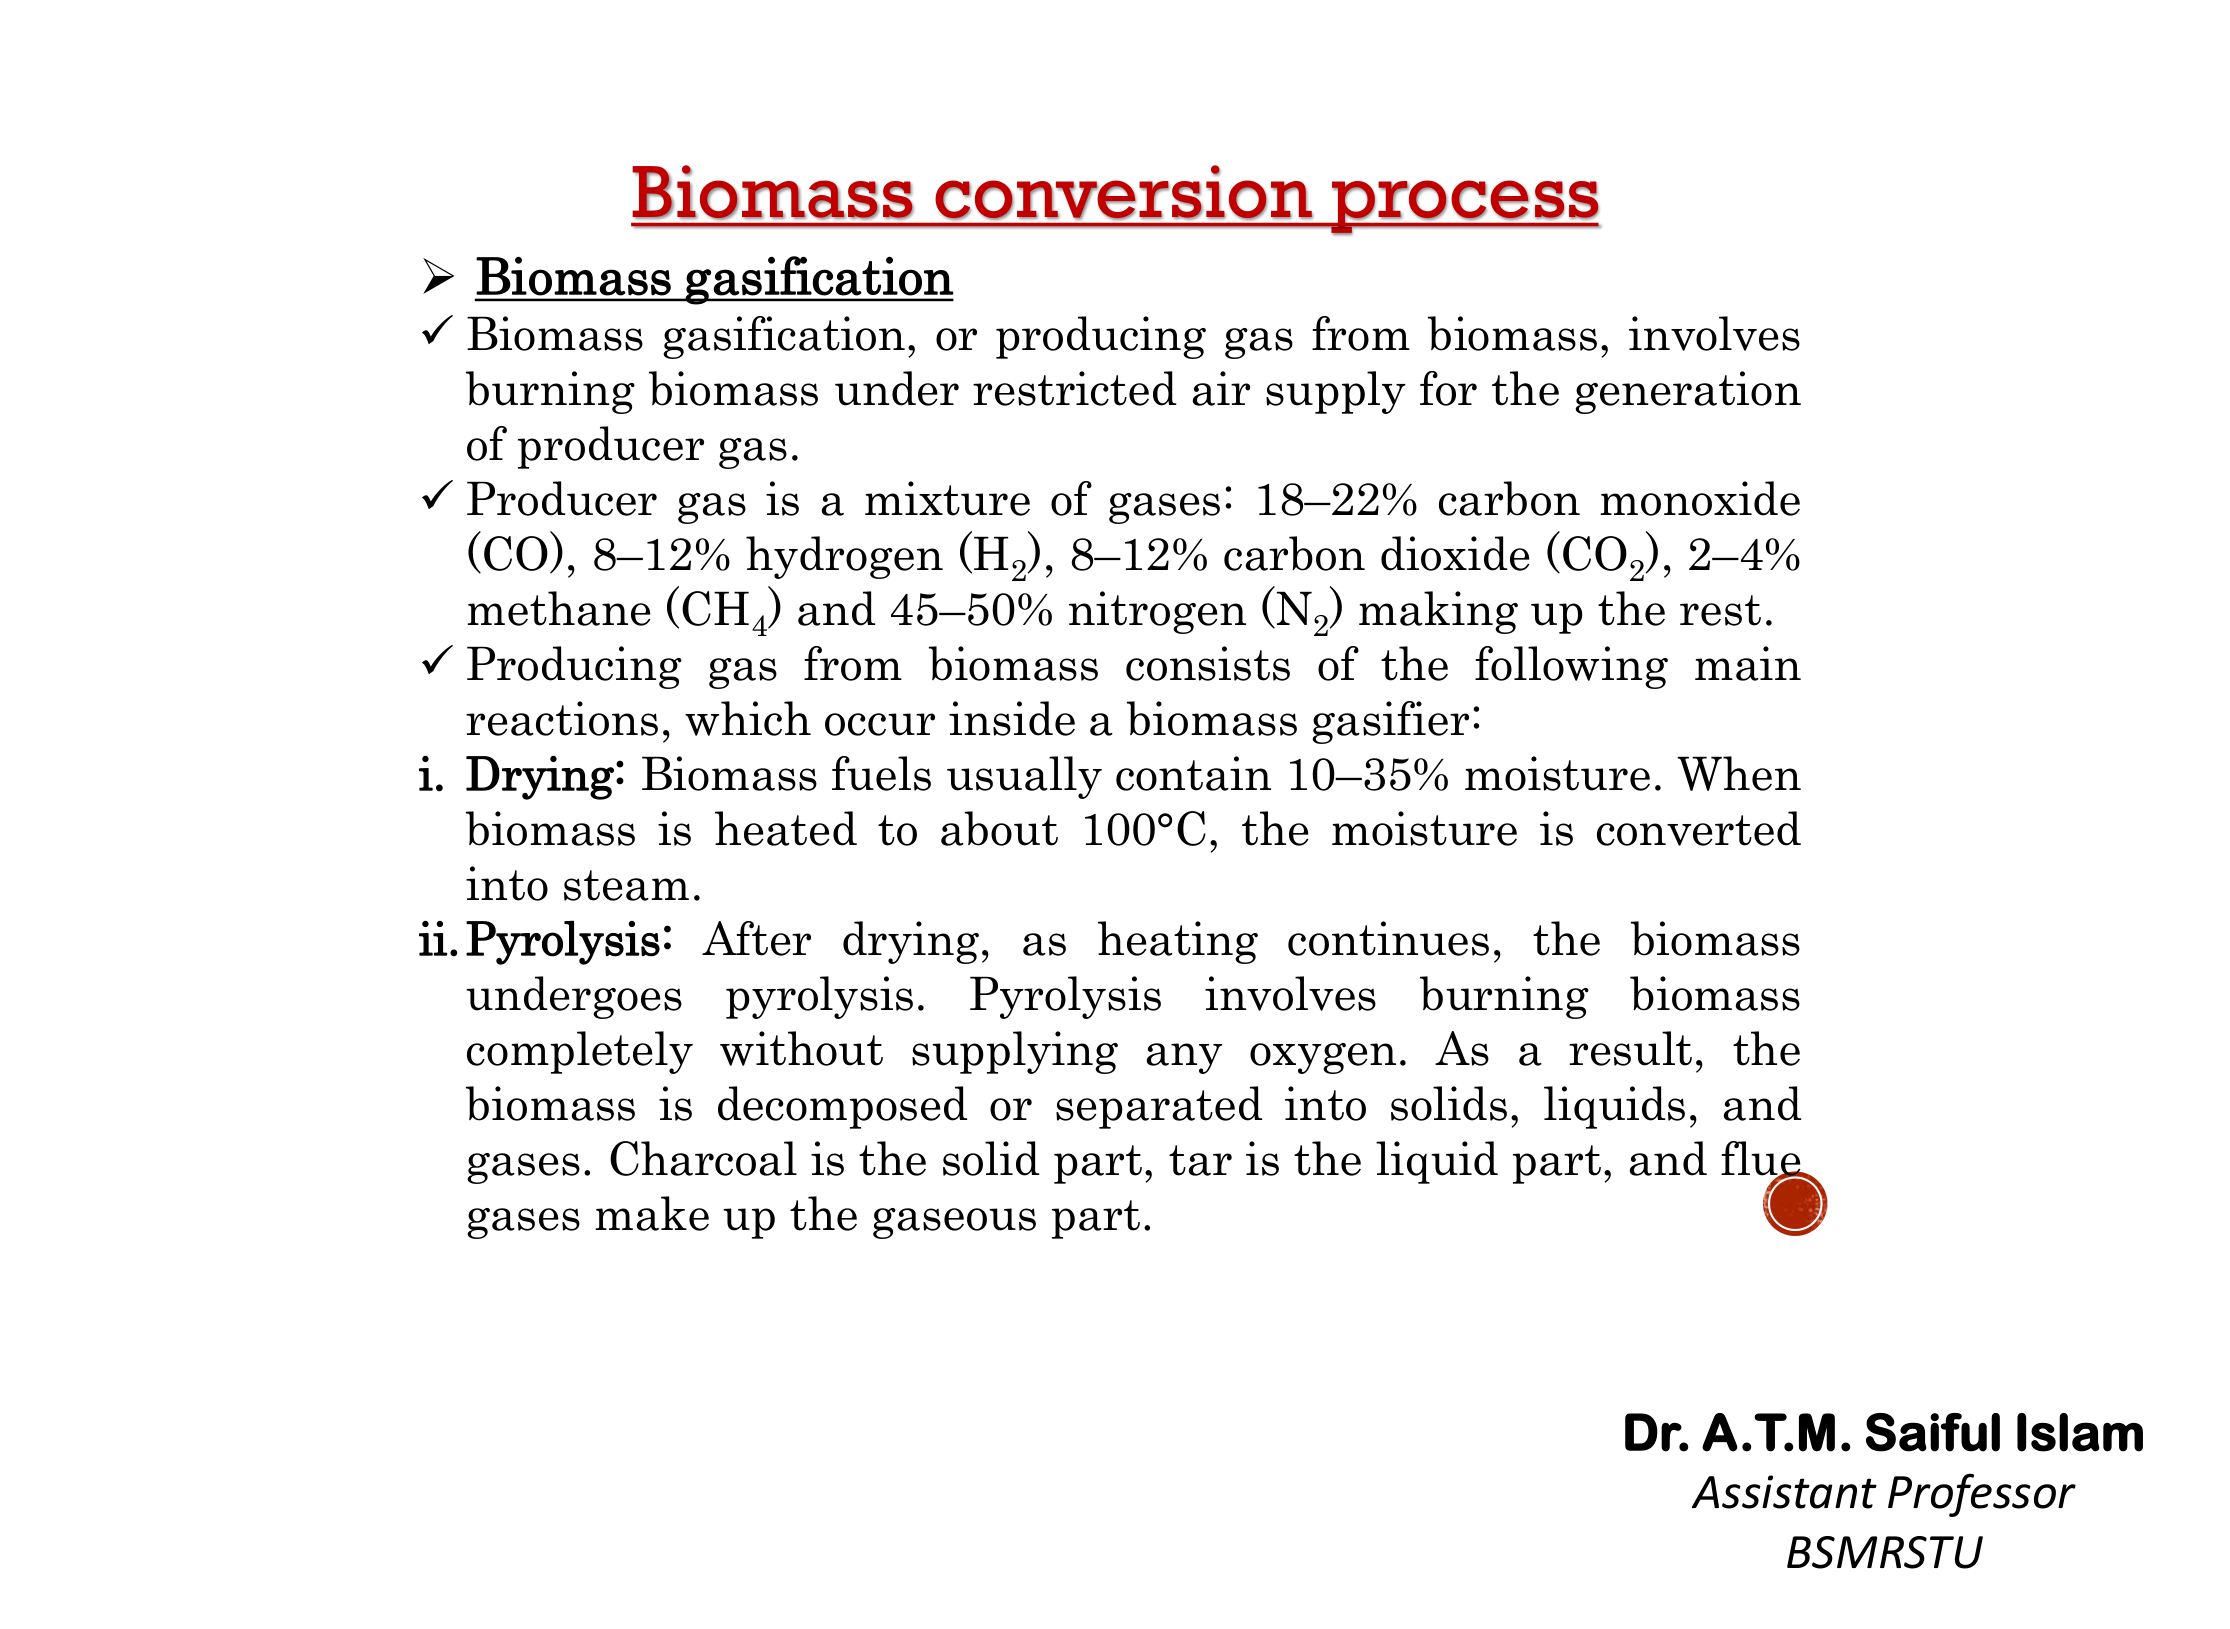 Biomass conversion process
➢ Biomass gasification
✓ Biomass gasification, or producing gas from biomass, involves
burning biomass under restricted air supply for the generation
of producer gas.
✓ Producer gas is a mixture of gases: 18–22% carbon monoxide
(CO), 8–12% hydrogen (H₂), 8–12% carbon dioxide (CO₂), 2–4%
methane (CH₄) and 45–50% nitrogen (N₂) making up the rest.
✓ Producing gas from biomass consists of the following main
reactions, which occur inside a biomass gasifier:
i. Drying: Biomass fuels usually contain 10–35% moisture. When
biomass is heated to about 100°C, the moisture is converted
into steam.
ii. Pyrolysis: After drying, as heating continues, the biomass
undergoes pyrolysis. Pyrolysis involves burning biomass
completely without supplying any oxygen. As a result, the
biomass is decomposed or separated into solids, liquids, and
gases. Charcoal is the solid part, tar is the liquid part, and flue
gases make up the gaseous part.
Dr. A.T.M. Saiful Islam
Assistant Professor
BSMRSTU